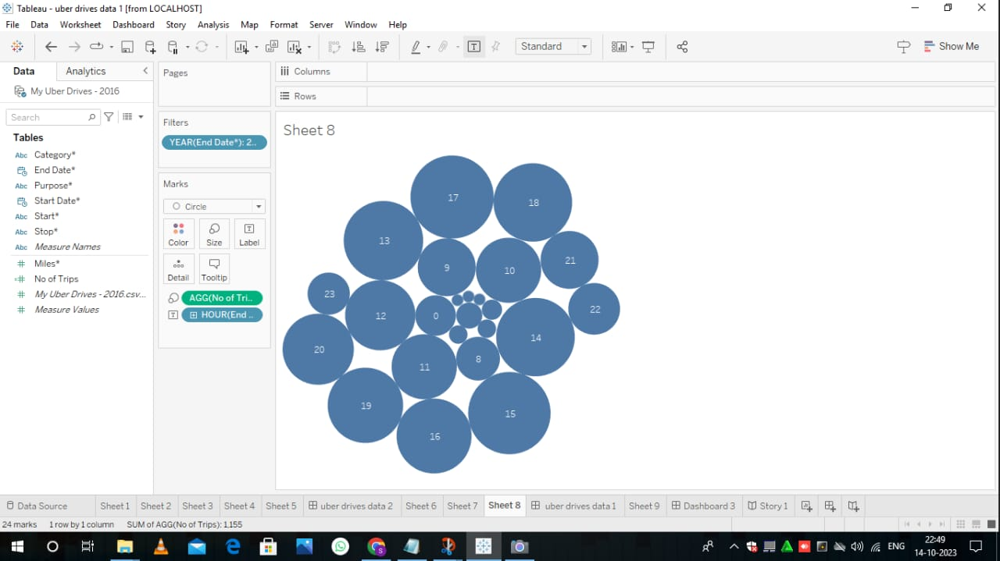 Tableau - uber drives data 1 [from LOCALHOST]
File Data Worksheet Dashboard Story Analysis Map Format Server Window Help
Standard
Show Me
Data Analytics
My Uber Drives - 2016
Search
Tables
Abc Category*
End Date*
Abc Purpose*
Start Date*
Abc Start*
Abc Stop*
Abc Measure Names
# Miles*
=# No of Trips
# My Uber Drives - 2016.csv...
# Measure Values
Pages
Filters
YEAR(End Date*): 2..
Marks
Circle
Color Size Label
Detail Tooltip
AGG(No of Tri..
HOUR(End ..
Columns
Rows
Sheet 8
17
18
13
21
9
10
23
22
12
0
14
20
8
11
19
15
16
Data Source Sheet 1 Sheet 2 Sheet 3 Sheet 4 Sheet 5 uber drives data 2 Sheet 6 Sheet 7 Sheet 8 uber drives data 1 Sheet 9 Dashboard 3 Story 1
24 marks 1 row by 1 column SUM of AGG(No of Trips): 1,155
ENG
22:49
14-10-2023